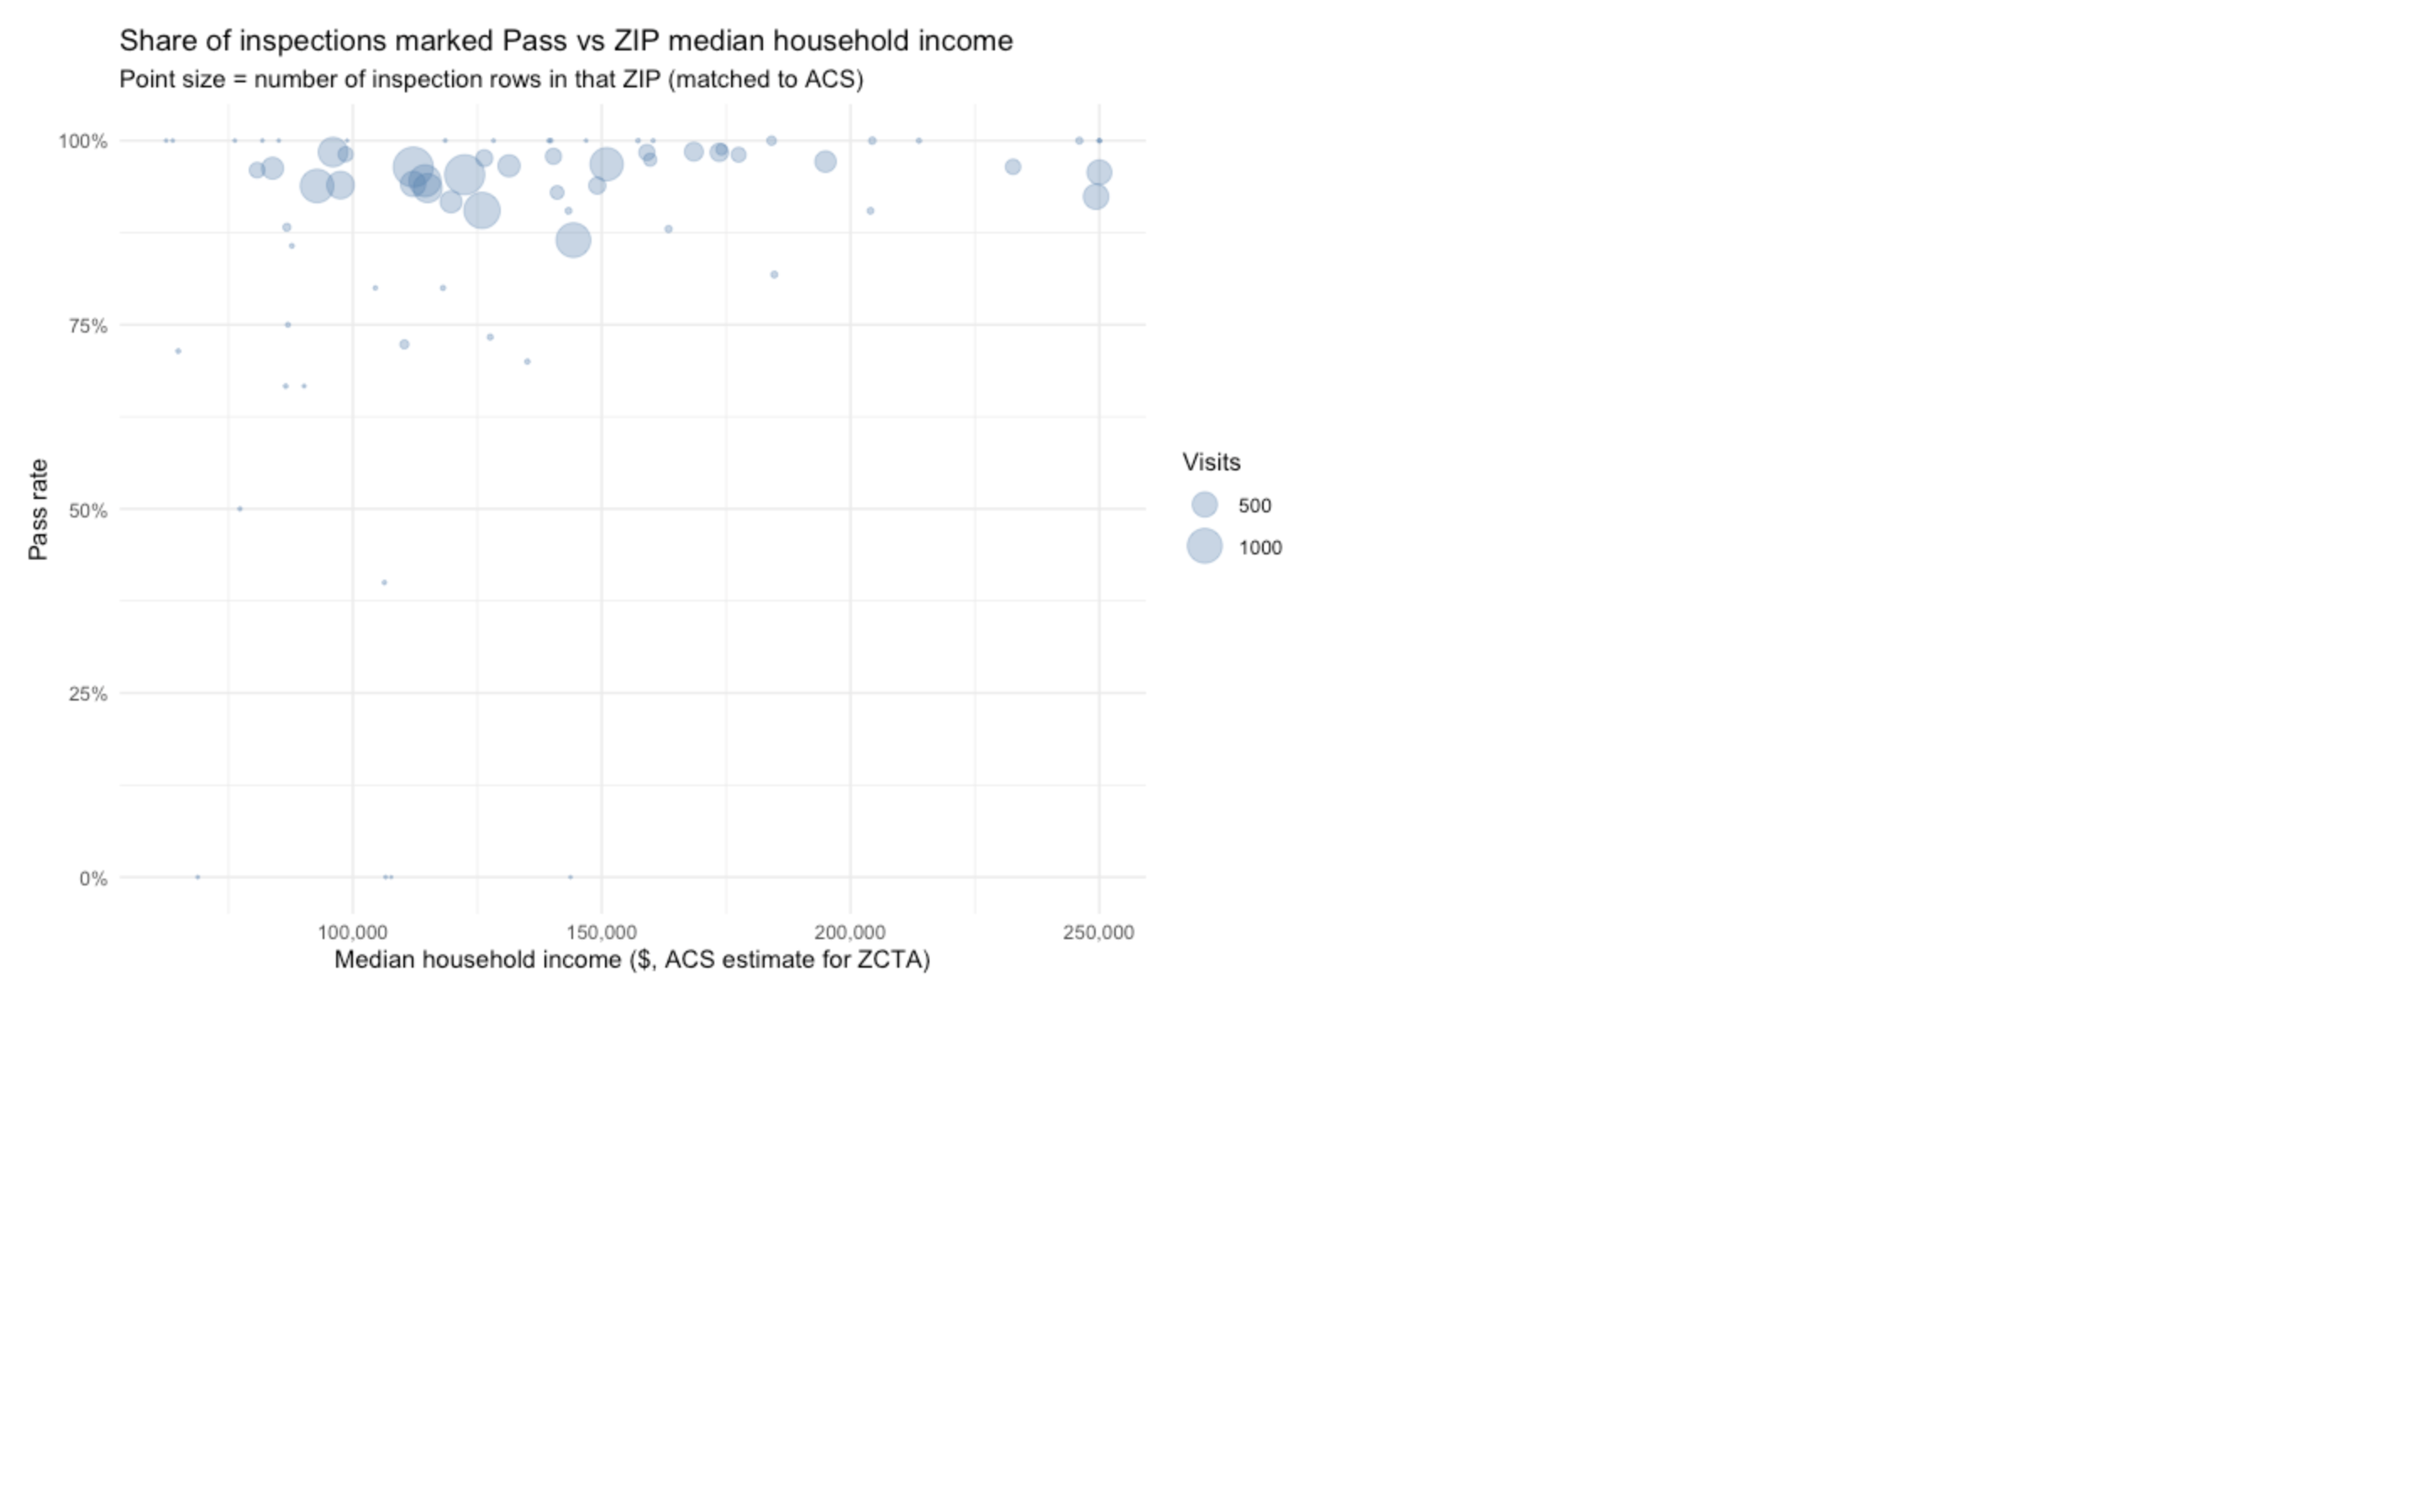 Share of inspections marked Pass vs ZIP median household income
Point size = number of inspection rows in that ZIP (matched to ACS)
100%
75%
50%
25%
0%
Pass rate
100,000
150,000
200,000
250,000
Median household income ($, ACS estimate for ZCTA)
Visits
500
1000